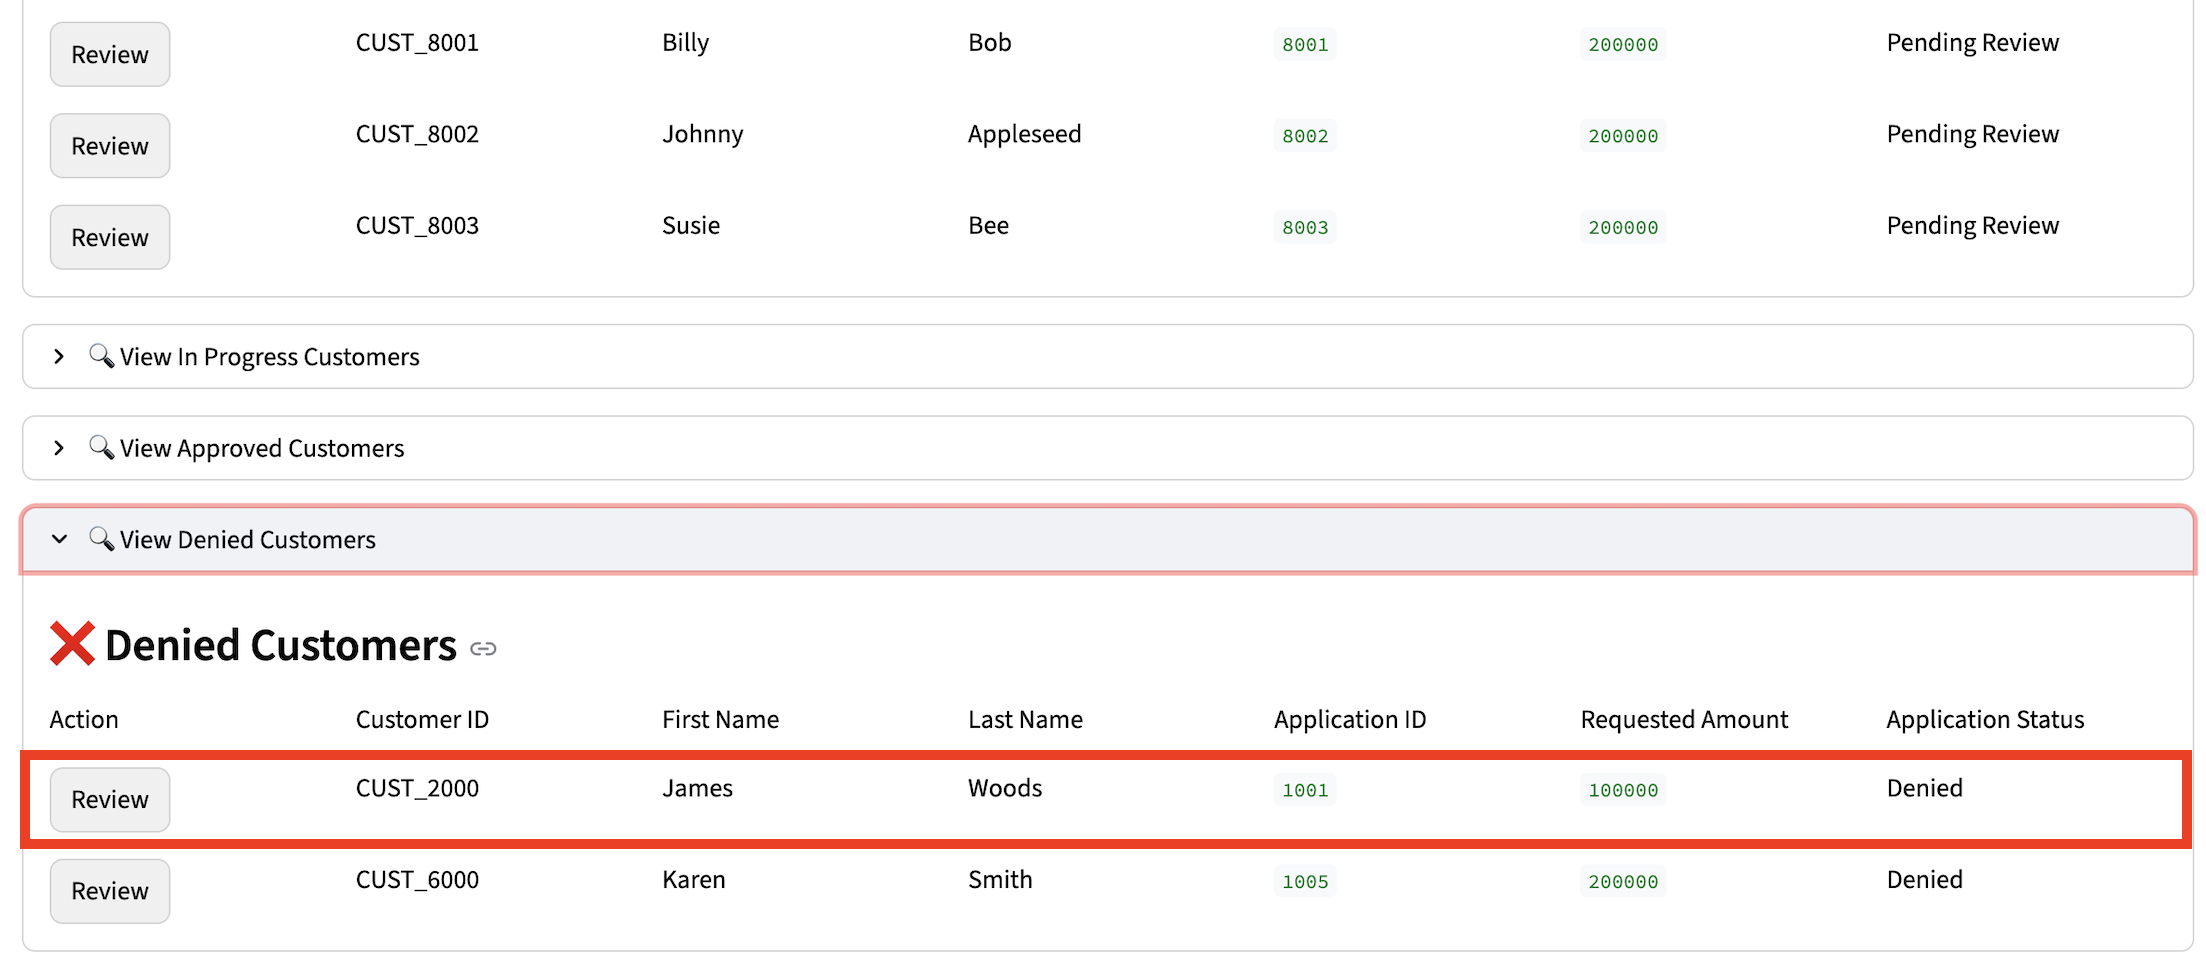 Review CUST_8001 Billy Bob 8001 200000 Pending Review
Review CUST_8002 Johnny Appleseed 8002 200000 Pending Review
Review CUST_8003 Susie Bee 8003 200000 Pending Review
View In Progress Customers
View Approved Customers
View Denied Customers
Denied Customers
Action Customer ID First Name Last Name Application ID Requested Amount Application Status
Review CUST_2000 James Woods 1001 100000 Denied
Review CUST_6000 Karen Smith 1005 200000 Denied